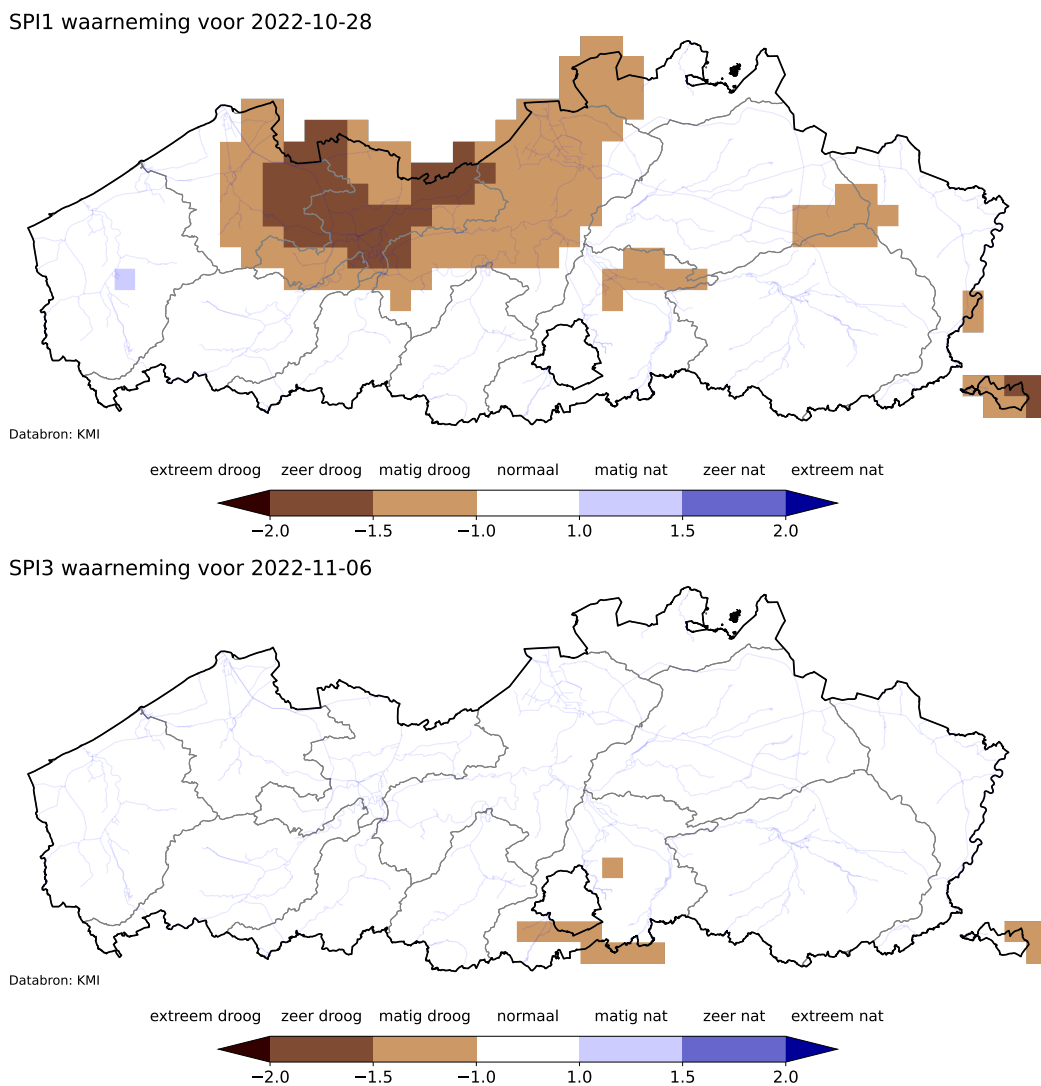 SPI1 waarneming voor 2022-10-28
Databron: KMI
extreem droog zeer droog matig droog normaal matig nat zeer nat extreem nat
−2.0 −1.5 −1.0 1.0 1.5 2.0
SPI3 waarneming voor 2022-11-06
Databron: KMI
extreem droog zeer droog matig droog normaal matig nat zeer nat extreem nat
−2.0 −1.5 −1.0 1.0 1.5 2.0